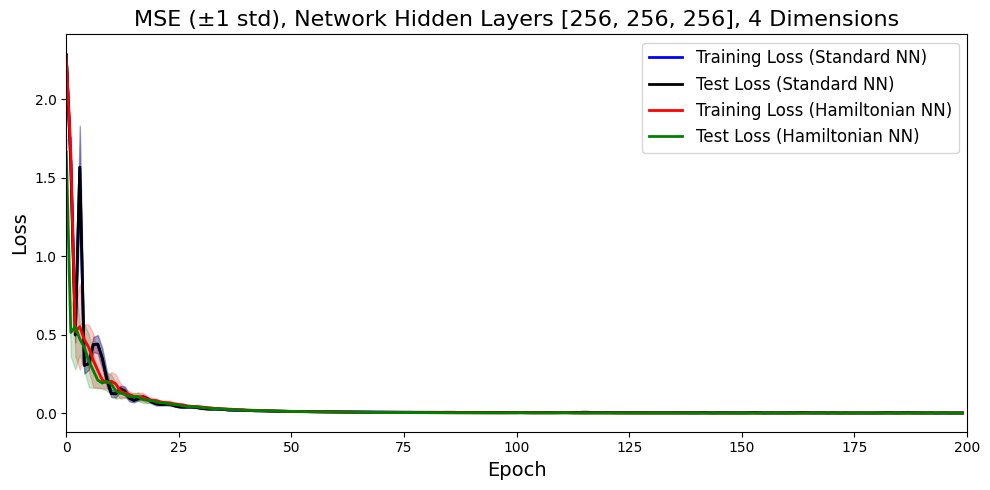 MSE (±1 std), Network Hidden Layers [256, 256, 256], 4 Dimensions
Training Loss (Standard NN)
Test Loss (Standard NN)
Training Loss (Hamiltonian NN)
Test Loss (Hamiltonian NN)
Loss
2.0
1.5
1.0
0.5
0.0
0 25 50 75 100 125 150 175 200
Epoch